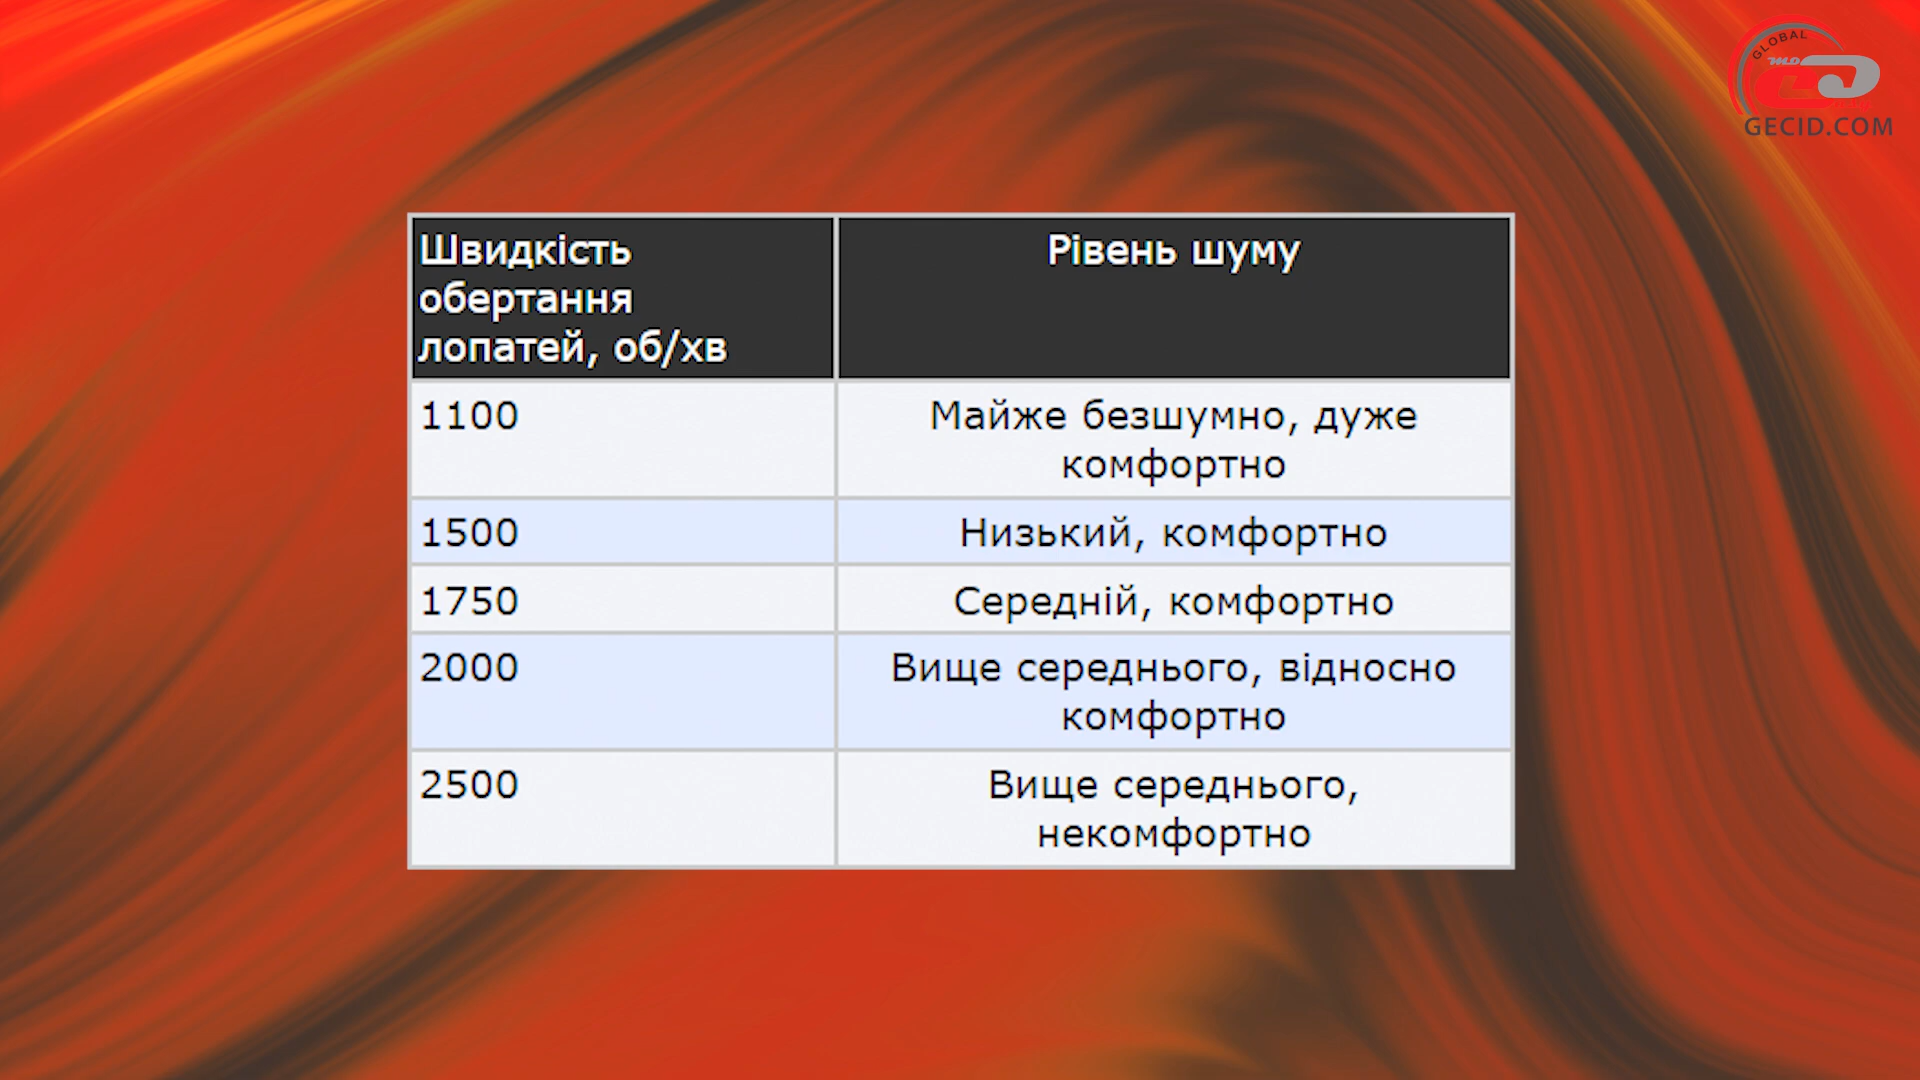 GLOBAL
GECID.COM
Швидкість
обертання
лопатей, об/хв
Рівень шуму
1100
Майже безшумно, дуже
комфортно
1500
Низький, комфортно
1750
Середній, комфортно
2000
Вище середнього, відносно
комфортно
2500
Вище середнього,
некомфортно